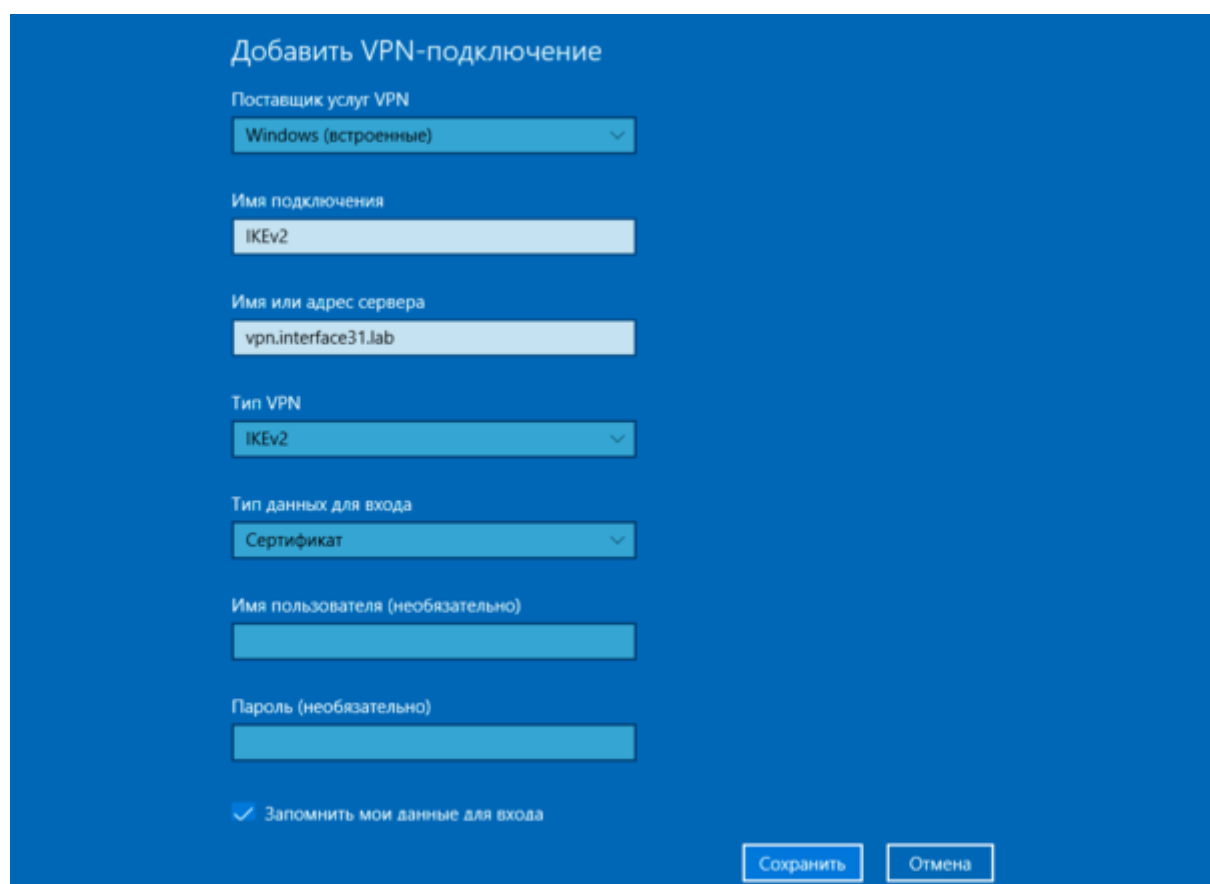 Добавить VPN-подключение
Поставщик услуг VPN
Windows (встроенные)
Имя подключения
IKEv2
Имя или адрес сервера
vpn.interface31.lab
Тип VPN
IKEv2
Тип данных для входа
Сертификат
Имя пользователя (необязательно)
Пароль (необязательно)
Запомнить мои данные для входа
Сохранить Отмена